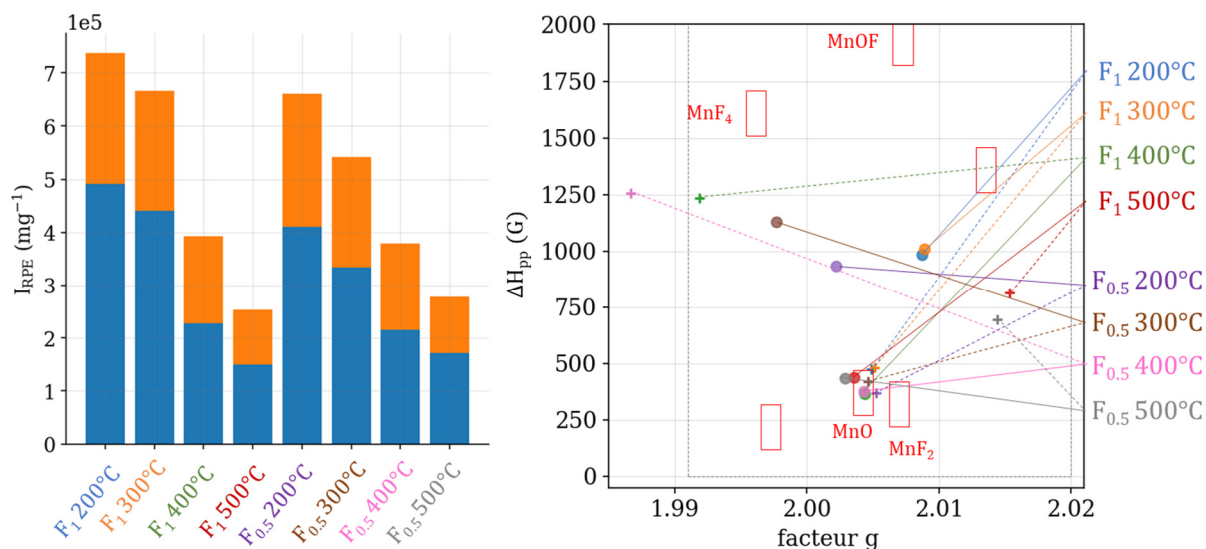 1e5
7
6
5
4
3
2
1
0
I_RPE (mg⁻¹)
F₁ 200°C
F₁ 300°C
F₁ 400°C
F₁ 500°C
F₀.₅ 200°C
F₀.₅ 300°C
F₀.₅ 400°C
F₀.₅ 500°C
2000
1750
1500
1250
1000
750
500
250
0
ΔH_pp (G)
MnOF
MnF₄
MnO
MnF₂
1.99
2.00
2.01
2.02
facteur g
F₁ 200°C
F₁ 300°C
F₁ 400°C
F₁ 500°C
F₀.₅ 200°C
F₀.₅ 300°C
F₀.₅ 400°C
F₀.₅ 500°C